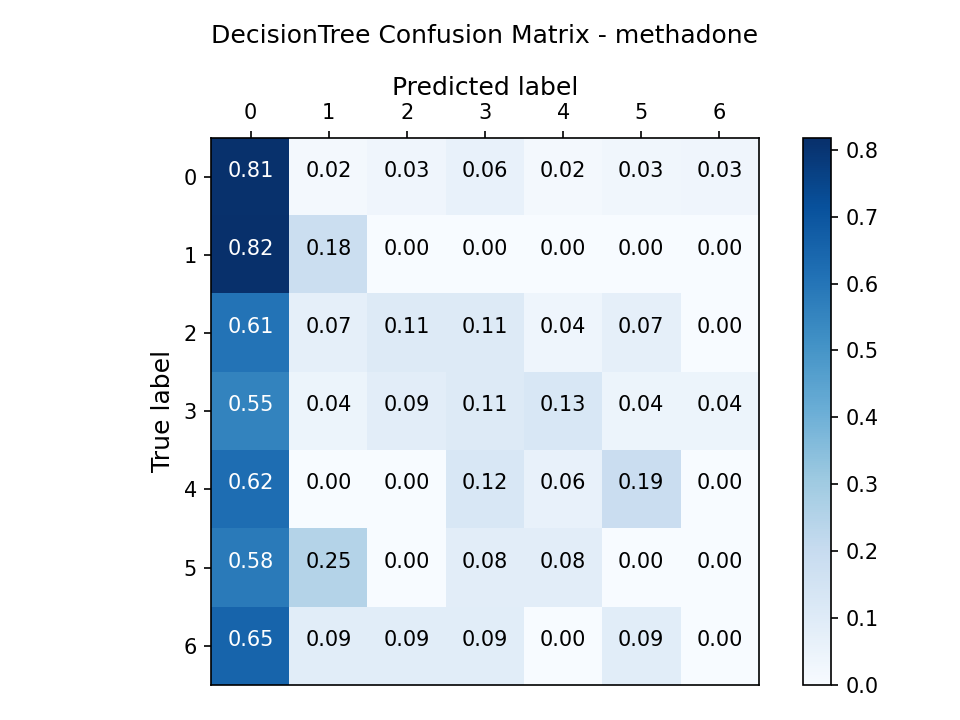 DecisionTree Confusion Matrix - methadone
Predicted label
0 1 2 3 4 5 6
0 0.81 0.02 0.03 0.06 0.02 0.03 0.03
1 0.82 0.18 0.00 0.00 0.00 0.00 0.00
2 0.61 0.07 0.11 0.11 0.04 0.07 0.00
3 0.55 0.04 0.09 0.11 0.13 0.04 0.04
4 0.62 0.00 0.00 0.12 0.06 0.19 0.00
5 0.58 0.25 0.00 0.08 0.08 0.00 0.00
6 0.65 0.09 0.09 0.09 0.00 0.09 0.00
True label
0.8
0.7
0.6
0.5
0.4
0.3
0.2
0.1
0.0